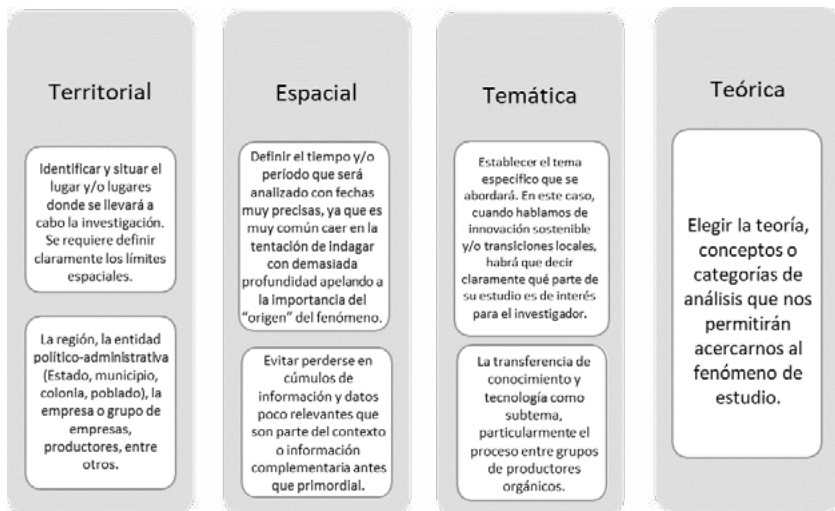 Territorial
Identificar y situar el
lugar y/o lugares
donde se llevará a
cabo la investigación.
Se requiere definir
claramente los límites
espaciales.
La región, la entidad
político-administrativa
(Estado, municipio,
colonia, poblado), la
empresa o grupo de
empresas,
productores, entre
otros.
Espacial
Definir el tiempo y/o
período que será
analizado con fechas
muy precisas, ya que es
muy común caer en la
tentación de indagar
con demasiada
profundidad apelando a
la importancia del
“origen” del fenómeno.
Evitar perderse en
cúmulos de
información y datos
poco relevantes que
son parte del contexto
o información
complementaria antes
que primordial.
Temática
Establecer el tema
específico que se
abordará. En este caso,
cuando hablamos de
innovación sostenible
y/o transiciones locales,
habrá que decir
claramente qué parte de
su estudio es de interés
para el investigador.
La transferencia de
conocimiento y
tecnología como
subtema,
particularmente el
proceso entre grupos
de productores
orgánicos.
Teórica
Elegir la teoría,
conceptos o
categorías de
análisis que nos
permitirán
acercarnos al
fenómeno de
estudio.